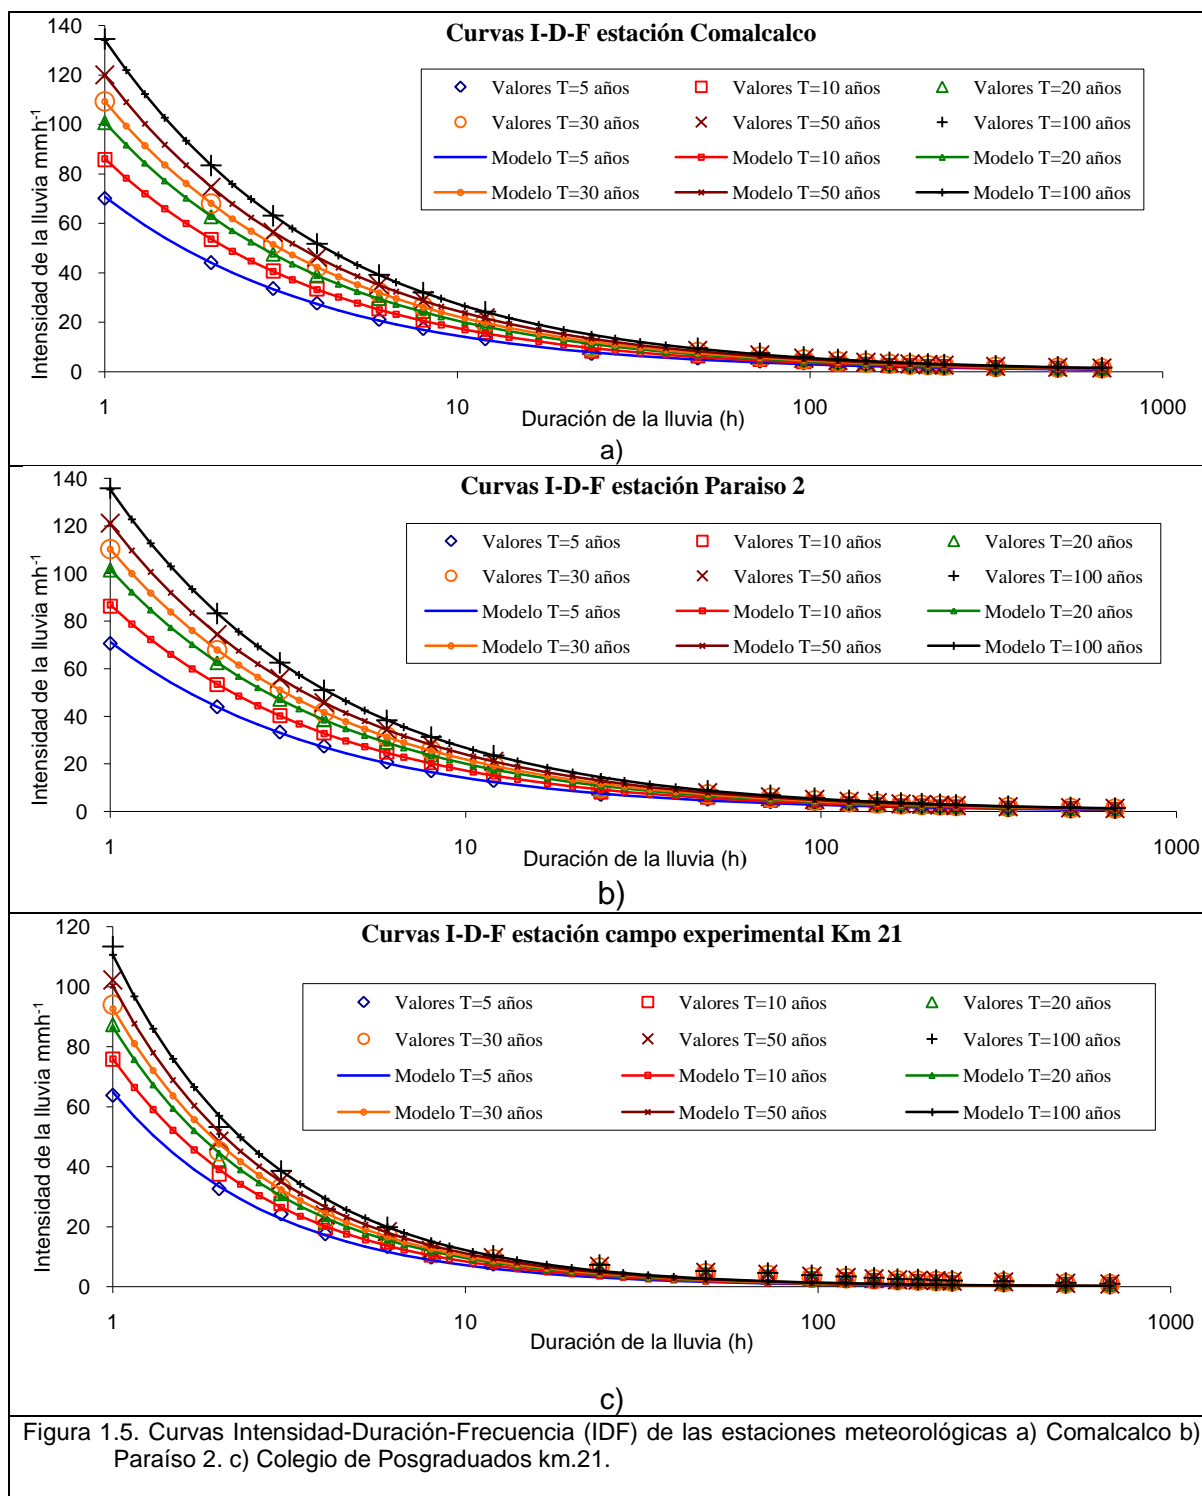 Curvas I-D-F estación Comalcalco
Valores T=5 años Valores T=10 años Valores T=20 años
Valores T=30 años Valores T=50 años Valores T=100 años
Modelo T=5 años Modelo T=10 años Modelo T=20 años
Modelo T=30 años Modelo T=50 años Modelo T=100 años
Intensidad de la lluvia mmh⁻¹
140
120
100
80
60
40
20
0
1 10 100 1000
Duración de la lluvia (h)
a)
Curvas I-D-F estación Paraiso 2
Valores T=5 años Valores T=10 años Valores T=20 años
Valores T=30 años Valores T=50 años Valores T=100 años
Modelo T=5 años Modelo T=10 años Modelo T=20 años
Modelo T=30 años Modelo T=50 años Modelo T=100 años
Intensidad de la lluvia mh⁻¹
140
120
100
80
60
40
20
0
1 10 100 1000
Duración de la lluvia (h)
b)
Curvas I-D-F estación campo experimental Km 21
Valores T=5 años Valores T=10 años Valores T=20 años
Valores T=30 años Valores T=50 años Valores T=100 años
Modelo T=5 años Modelo T=10 años Modelo T=20 años
Modelo T=30 años Modelo T=50 años Modelo T=100 años
Intensidad de la lluvia mmh⁻¹
120
100
80
60
40
20
0
1 10 100 1000
Duración de la lluvia (h)
c)
Figura 1.5. Curvas Intensidad-Duración-Frecuencia (IDF) de las estaciones meteorológicas a) Comalcalco b)
Paraíso 2. c) Colegio de Posgraduados km.21.